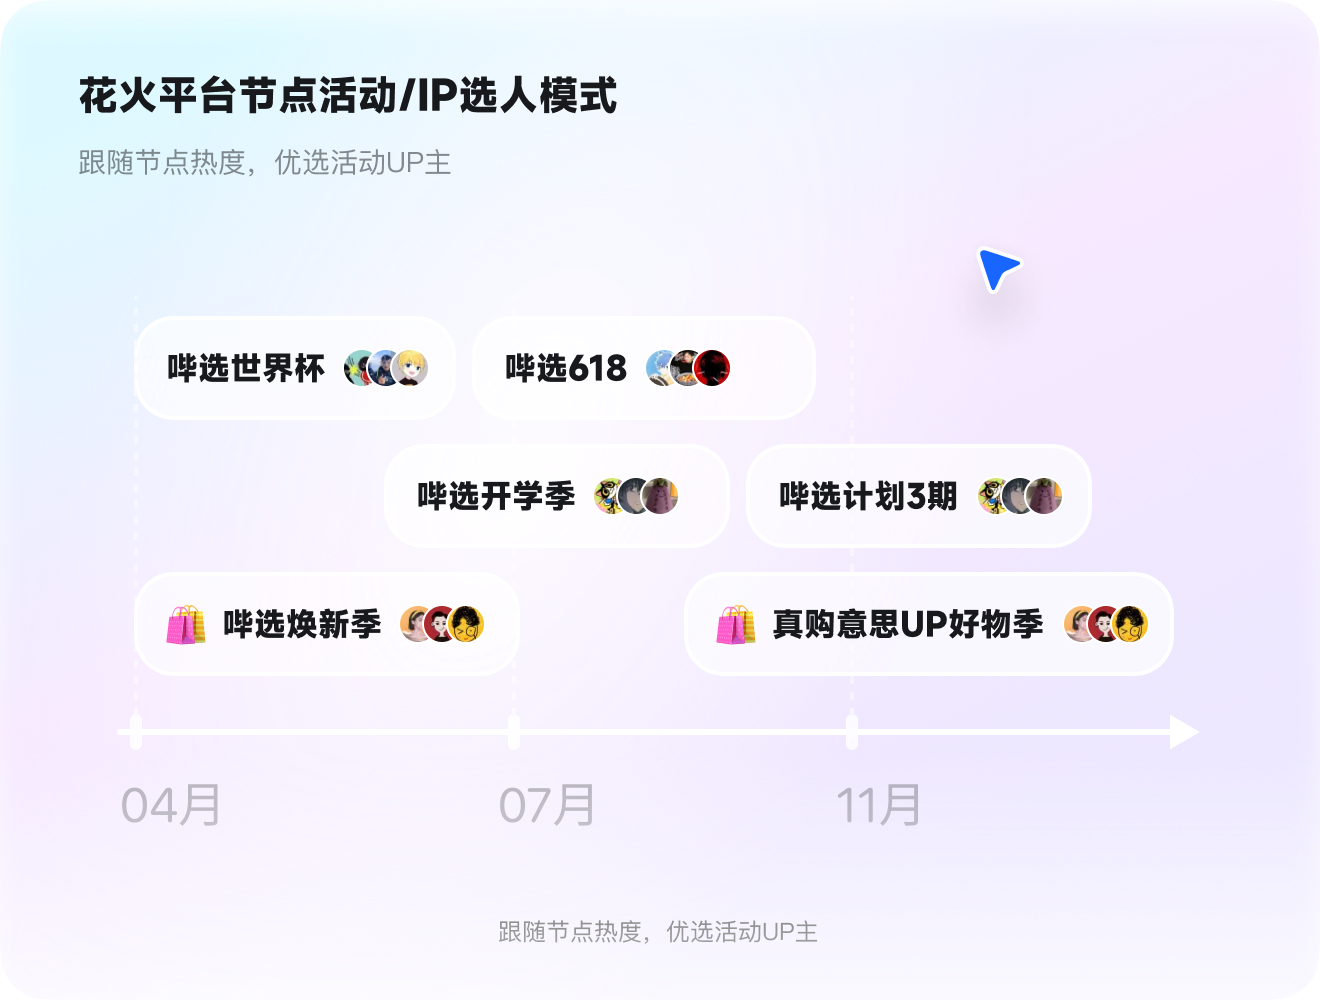 花火平台节点活动/IP选人模式
跟随节点热度，优选活动UP主
哔选世界杯
哔选618
哔选开学季
哔选计划3期
哔选焕新季
真购意思UP好物季
04月
07月
11月
跟随节点热度，优选活动UP主